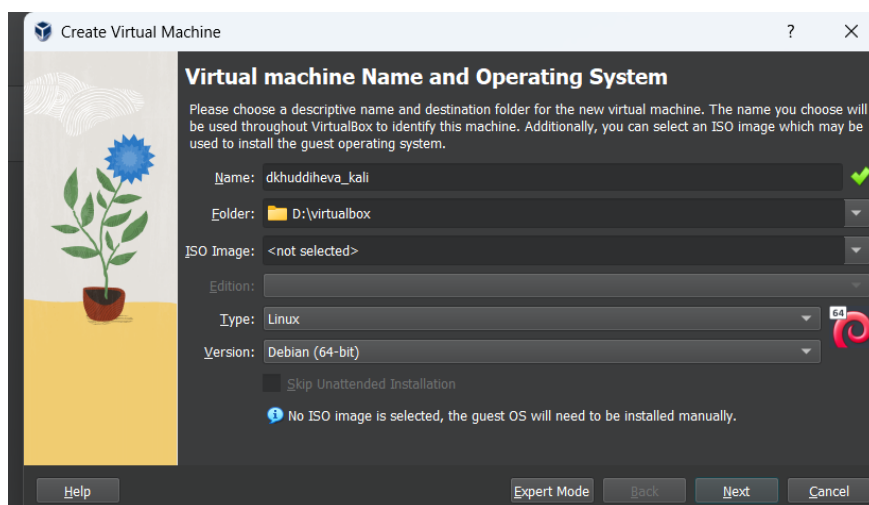 Create Virtual Machine
?
Virtual machine Name and Operating System
Please choose a descriptive name and destination folder for the new virtual machine. The name you choose will
be used throughout VirtualBox to identify this machine. Additionally, you can select an ISO image which may be
used to install the guest operating system.
Name: dkhuddiheva_kali
Folder: D:\virtualbox
ISO Image: <not selected>
Edition:
Type: Linux
64
Version: Debian (64-bit)
Skip Unattended Installation
No ISO image is selected, the guest OS will need to be installed manually.
Help Expert Mode Back Next Cancel